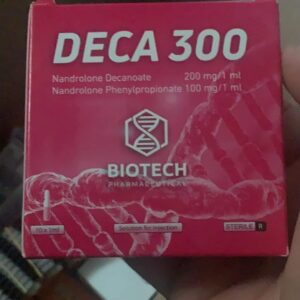 DECA 300
Nandrolone Decanoate 200 mg/1 ml
Nandrolone Phenylpropionate 100 mg/1 ml
BIOTECH
PHARMACEUTICAL
10 x 1ml Solution for injection STERILE R